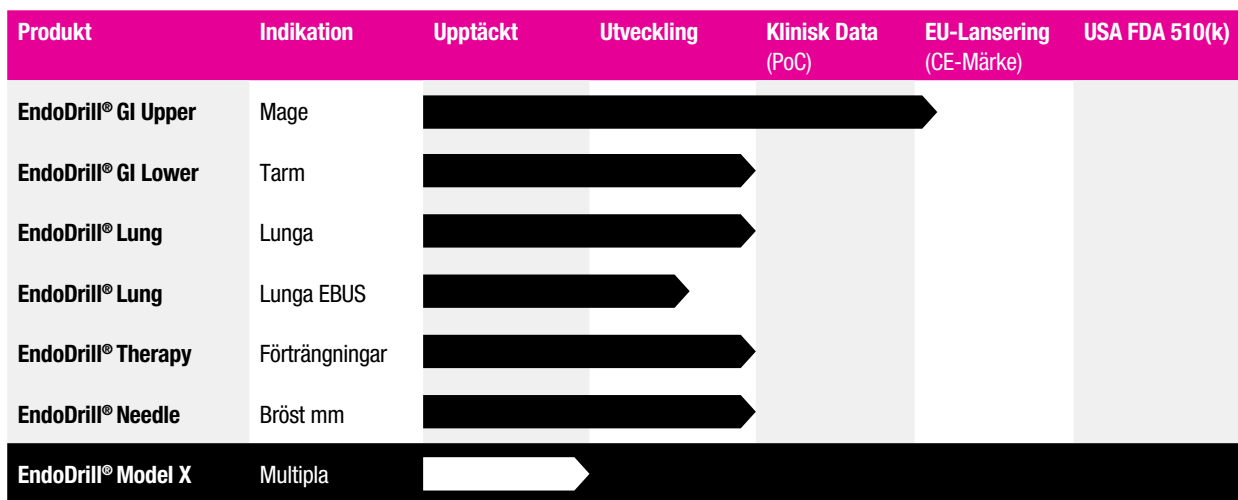 Produkt Indikation Upptäckt Utveckling Klinisk Data (PoC) EU-Lansering (CE-Märke) USA FDA 510(k)
EndoDrill® GI Upper Mage
EndoDrill® GI Lower Tarm
EndoDrill® Lung Lunga
EndoDrill® Lung Lunga EBUS
EndoDrill® Therapy Förträngningar
EndoDrill® Needle Bröst mm
EndoDrill® Model X Multipla